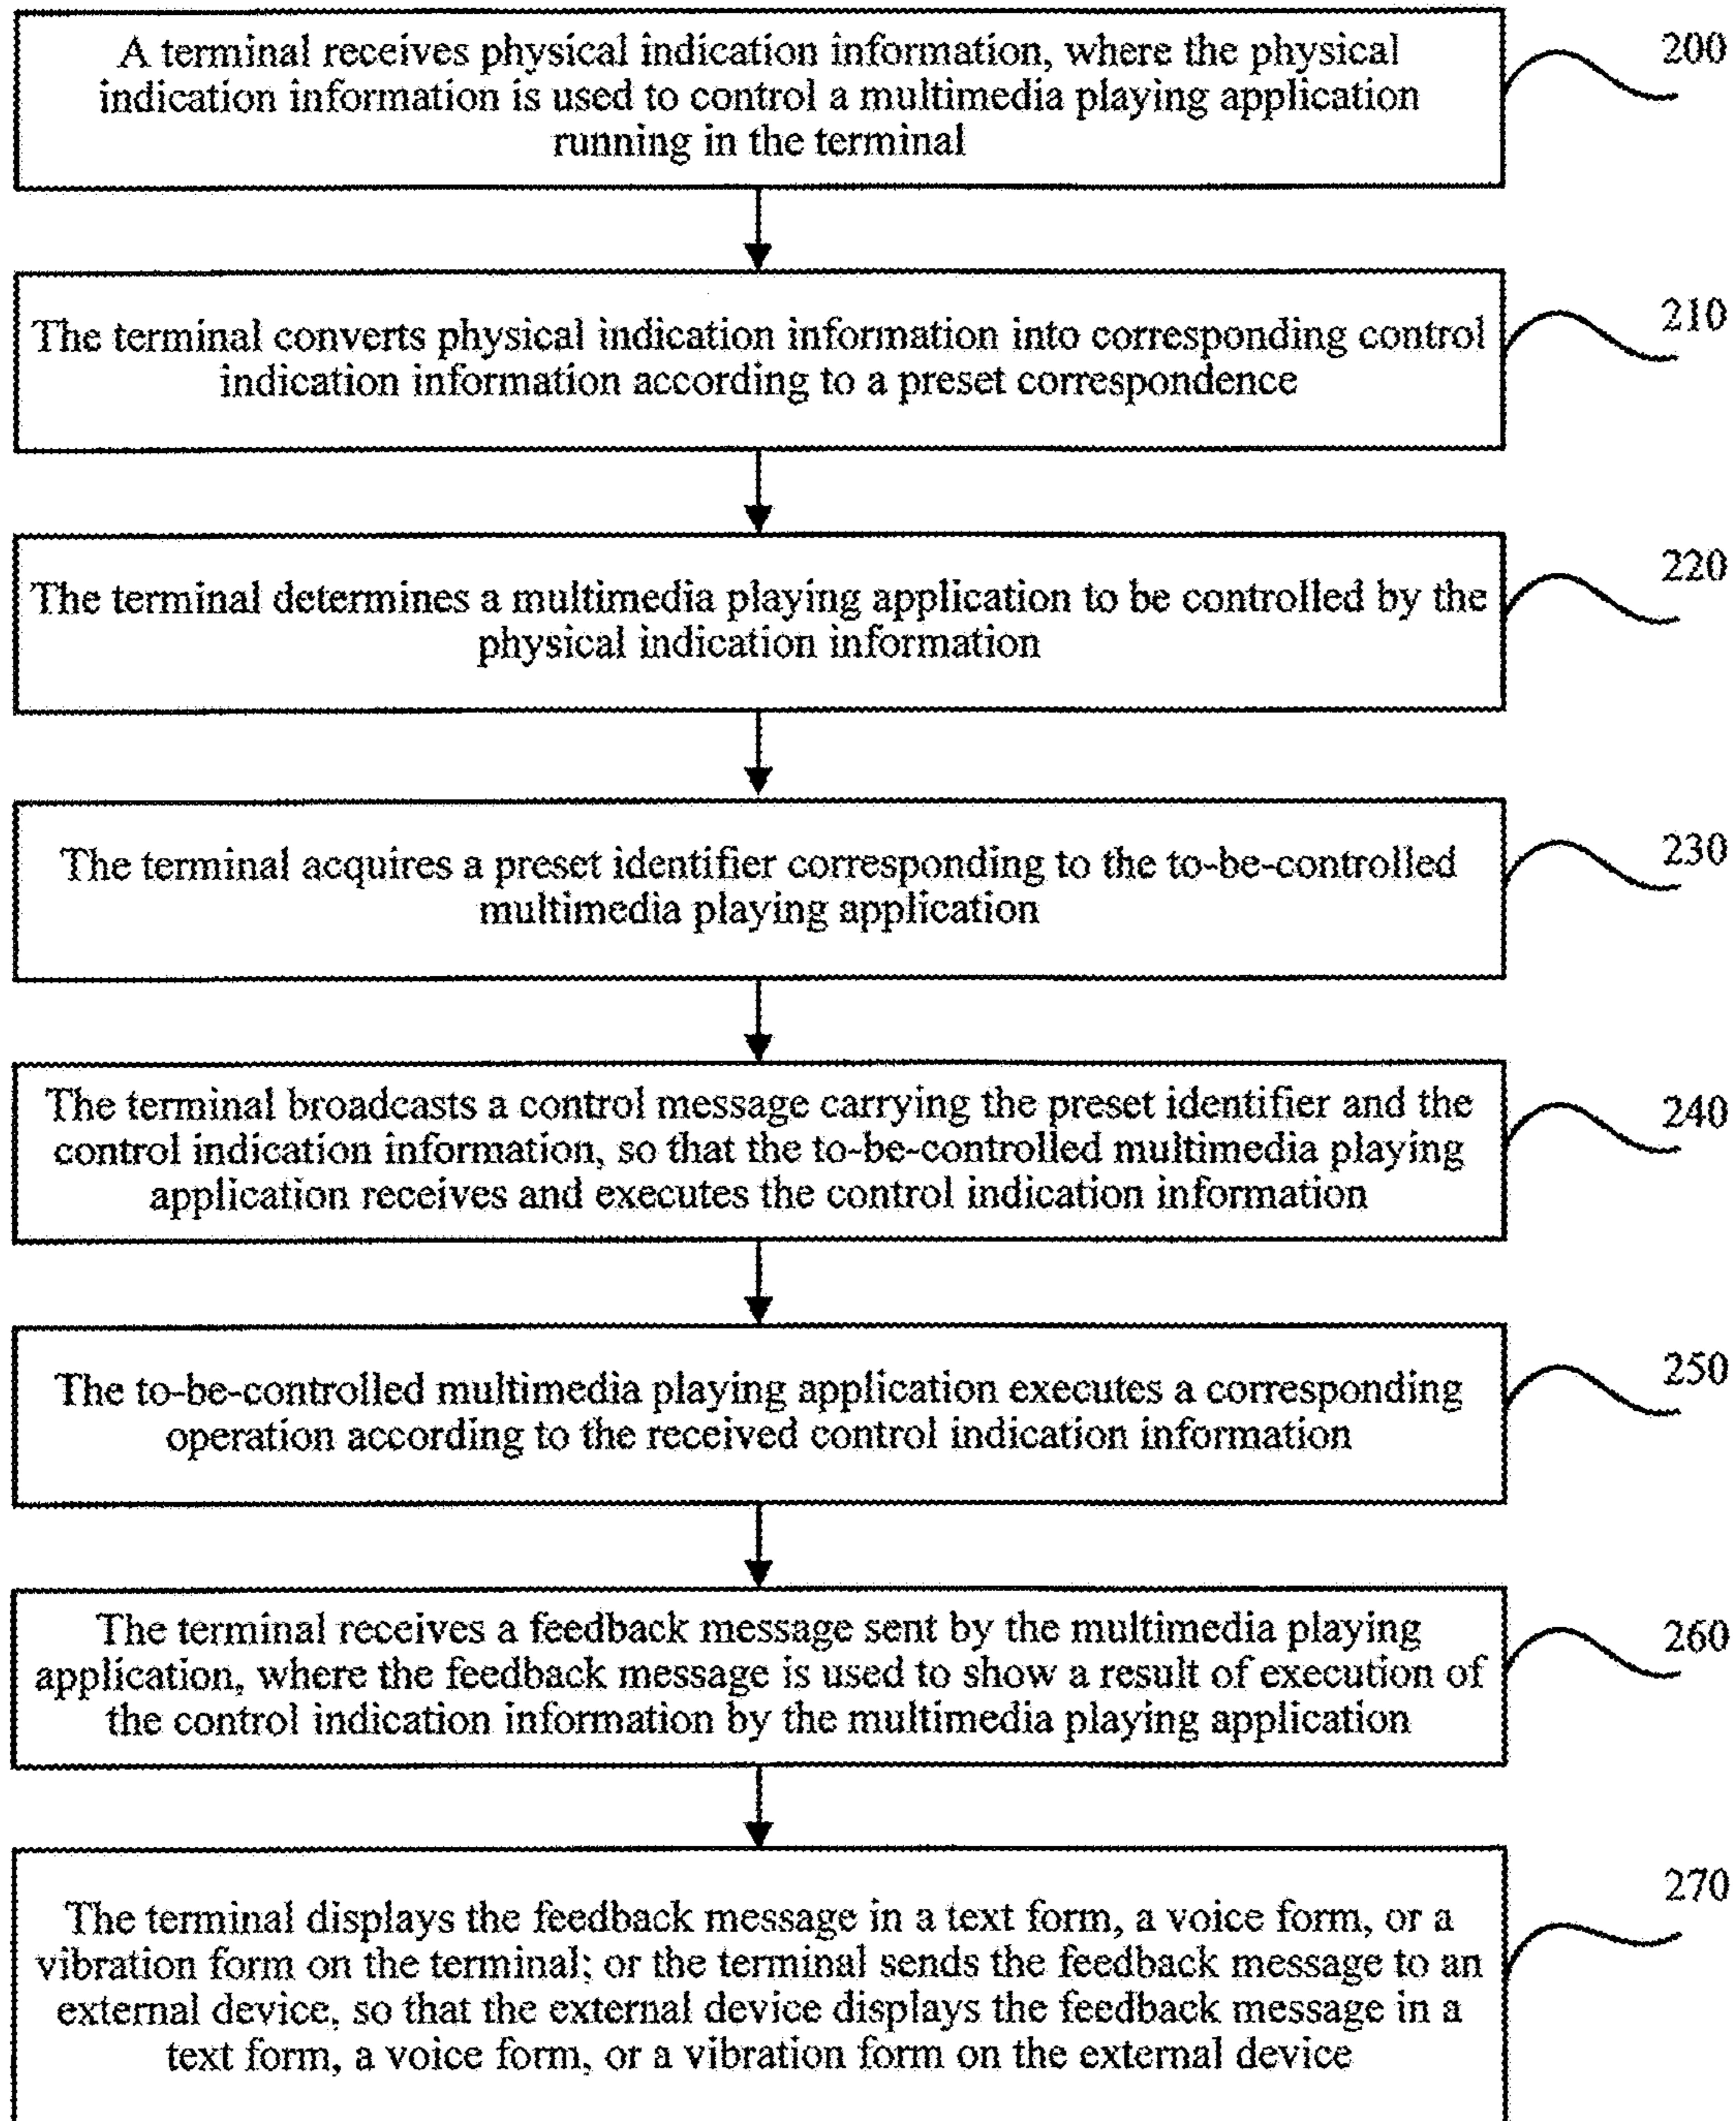 A terminal receives physical indication information, where the physical
indication information is used to control a multimedia playing application
running in the terminal
200
The terminal converts physical indication information into corresponding control
indication information according to a preset correspondence
210
The terminal determines a multimedia playing application to be controlled by the
physical indication information
220
The terminal acquires a preset identifier corresponding to the to-be-controlled
multimedia playing application
230
The terminal broadcasts a control message carrying the preset identifier and the
control indication information, so that the to-be-controlled multimedia playing
application receives and executes the control indication information
240
The to-be-controlled multimedia playing application executes a corresponding
operation according to the received control indication information
250
The terminal receives a feedback message sent by the multimedia playing
application, where the feedback message is used to show a result of execution of
the control indication information by the multimedia playing application
260
The terminal displays the feedback message in a text form, a voice form, or a
vibration form on the terminal; or the terminal sends the feedback message to an
external device, so that the external device displays the feedback message in a
text form, a voice form, or a vibration form on the external device
270